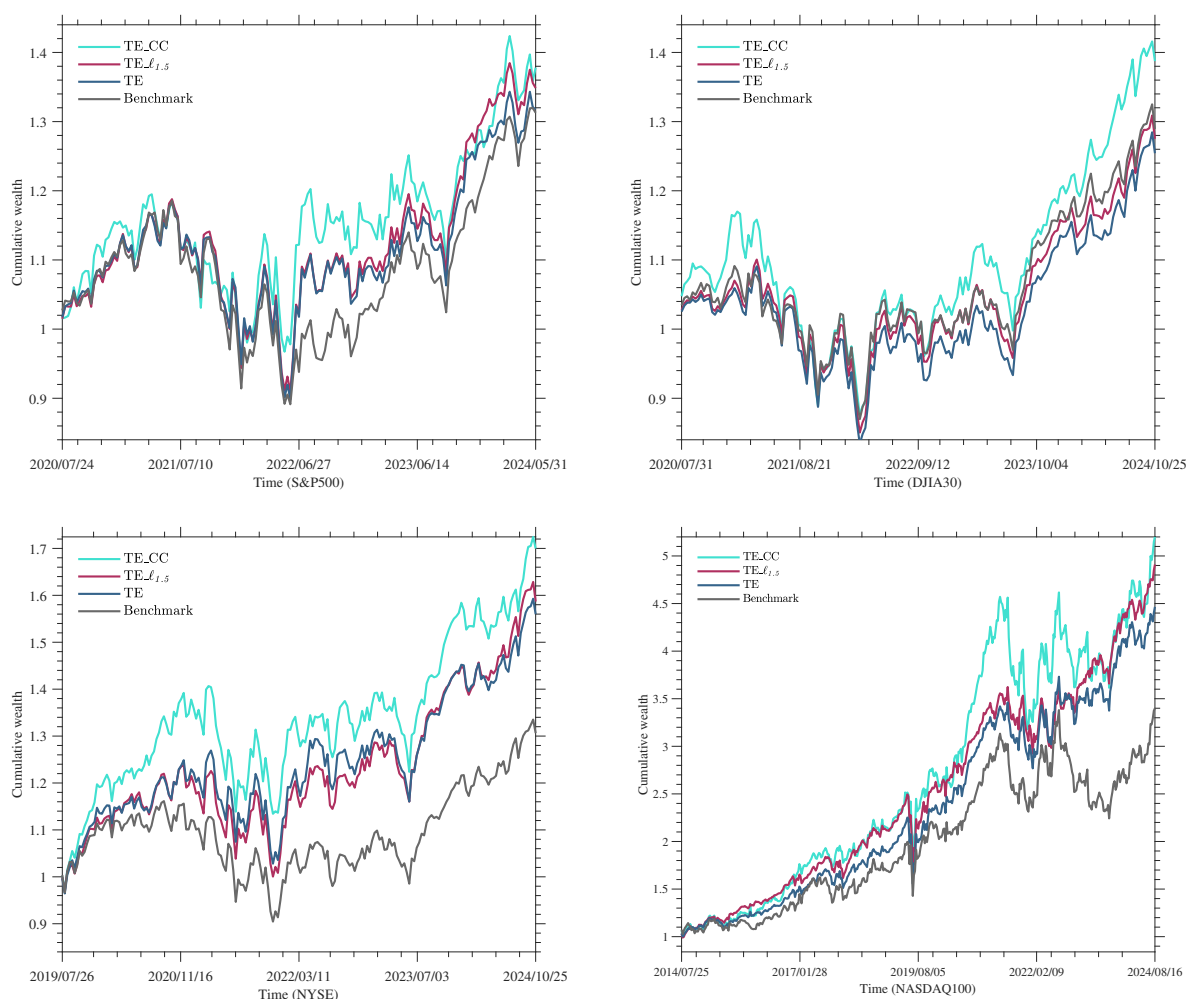 TE_CC
TE_ℓ1.5
TE
Benchmark
1.4
1.3
1.2
1.1
1
0.9
Cumulative wealth
2020/07/24
2021/07/10
2022/06/27
2023/06/14
2024/05/31
Time (S&P500)
TE_CC
TE_ℓ1.5
TE
Benchmark
1.4
1.3
1.2
1.1
1
0.9
Cumulative wealth
2020/07/31
2021/08/21
2022/09/12
2023/10/04
2024/10/25
Time (DJIA30)
TE_CC
TE_ℓ1.5
TE
Benchmark
1.7
1.6
1.5
1.4
1.3
1.2
1.1
1
0.9
Cumulative wealth
2019/07/26
2020/11/16
2022/03/11
2023/07/03
2024/10/25
Time (NYSE)
TE_CC
TE_ℓ1.5
TE
Benchmark
5
4.5
4
3.5
3
2.5
2
1.5
1
Cumulative wealth
2014/07/25
2017/01/28
2019/08/05
2022/02/09
2024/08/16
Time (NASDAQ100)